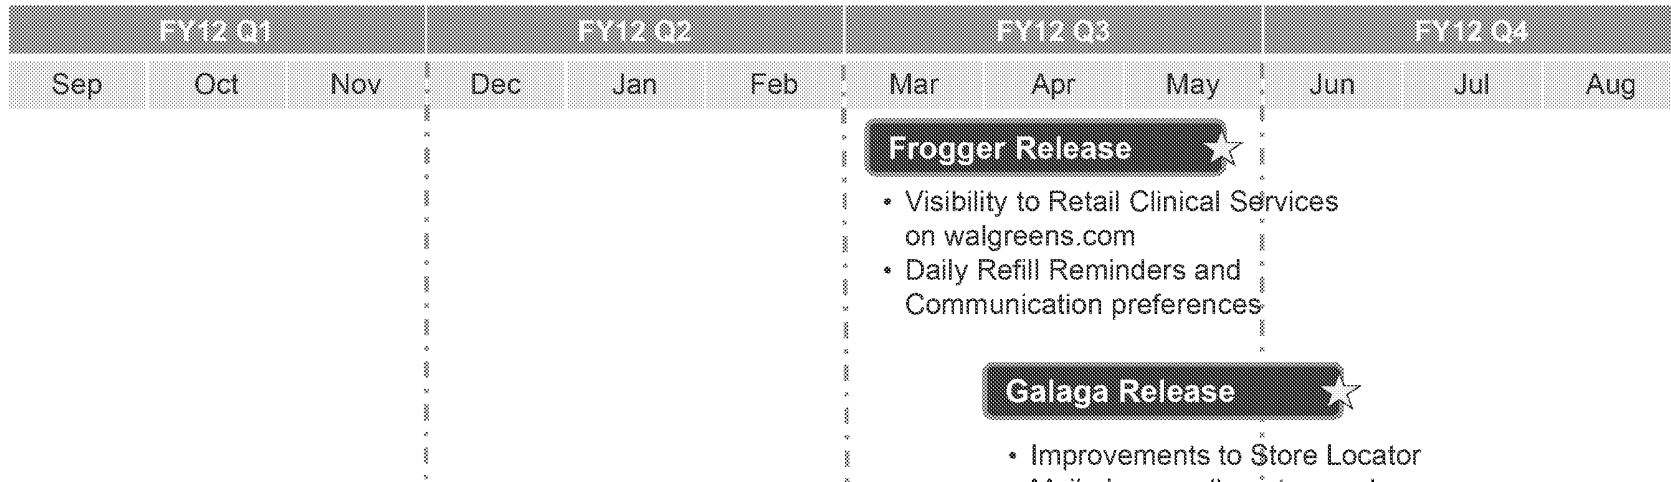 FY12 Q1 FY12 Q2 FY12 Q3 FY12 Q4
Sep Oct Nov Dec Jan Feb Mar Apr May Jun Jul Aug
Frogger Release
• Visibility to Retail Clinical Services
on walgreens.com
• Daily Refill Reminders and
Communication preferences
Galaga Release
• Improvements to Store Locator